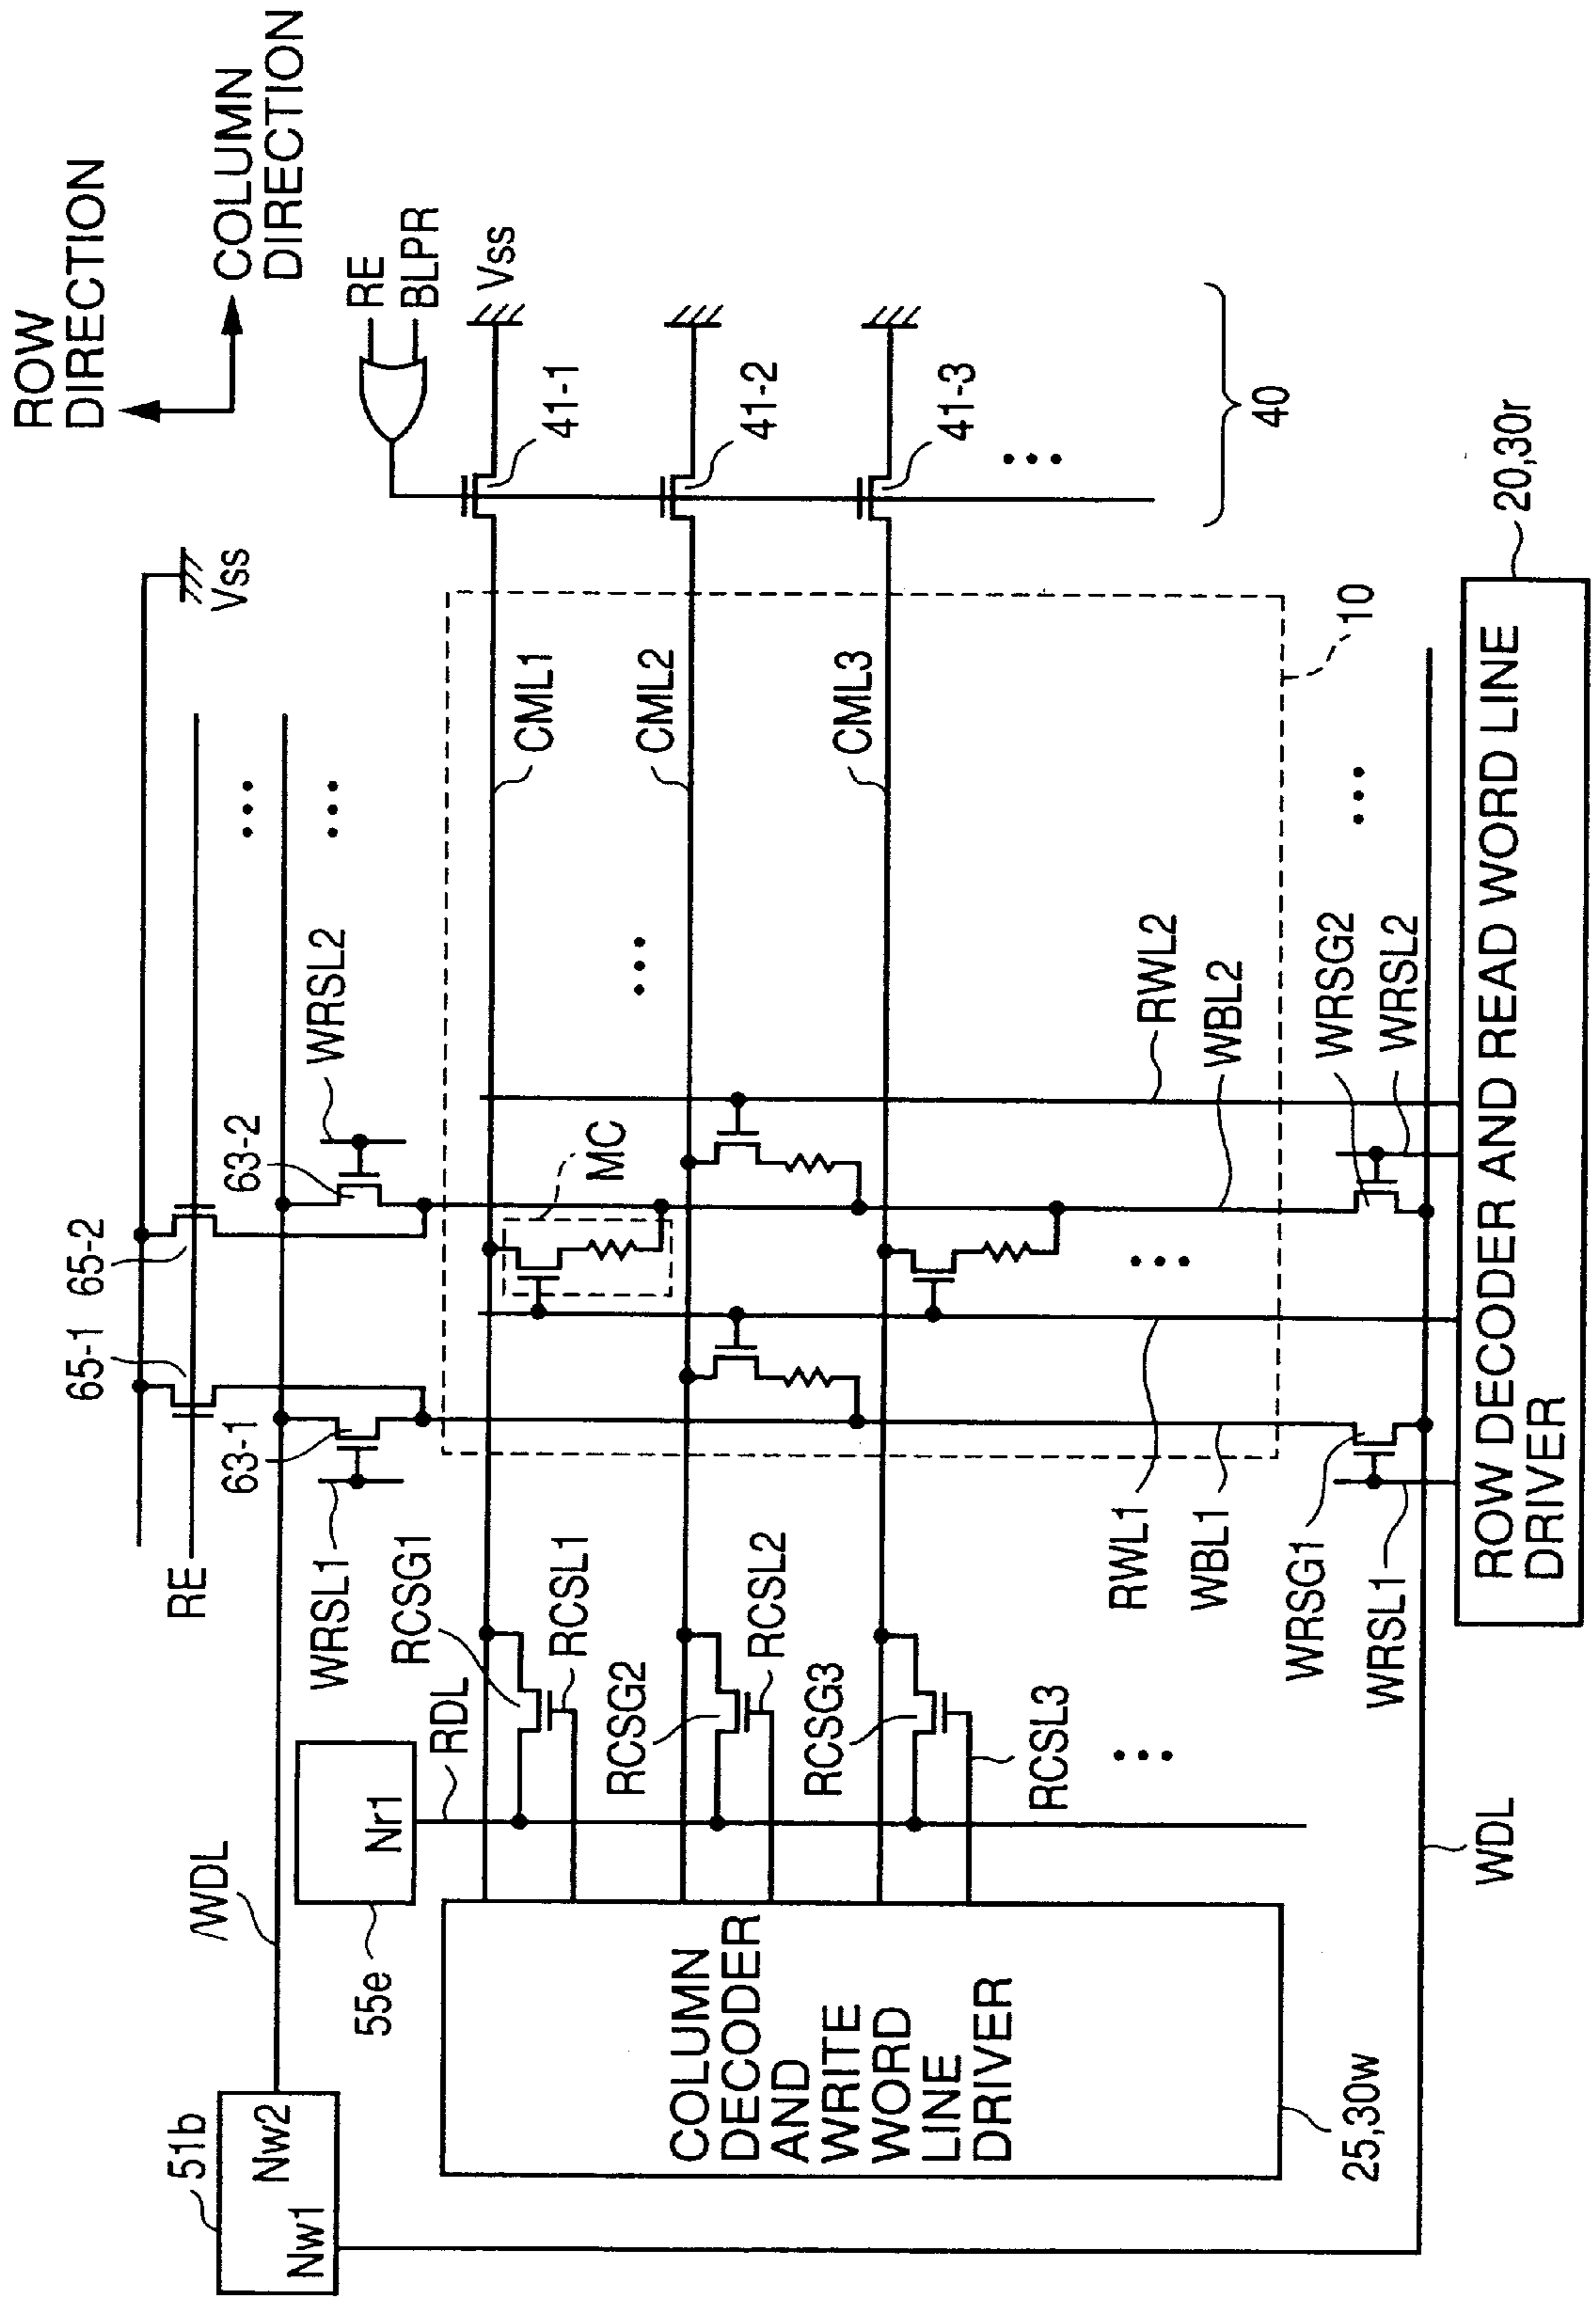 ROW
DIRECTION
COLUMN
DIRECTION
RE
BLPR
Vss
41-1
41-2
41-3
40
Vss
20,30r
10
CML1
CML2
CML3
WRSL2
63-2
65-2
65-1
63-1
RE
WRSL1
MC
RWL2
WBL2
WRSG2
WRSL2
RWL1
WBL1
WRSG1
WRSL1
ROW DECODER AND READ WORD LINE
DRIVER
RCSG1
RCSL1
RDL
RCSG2
RCSL2
RCSG3
RCSL3
Nr1
55e
/WDL
WDL
51b
Nw2
Nw1
COLUMN
DECODER
AND
WRITE
WORD
LINE
DRIVER
25,30w